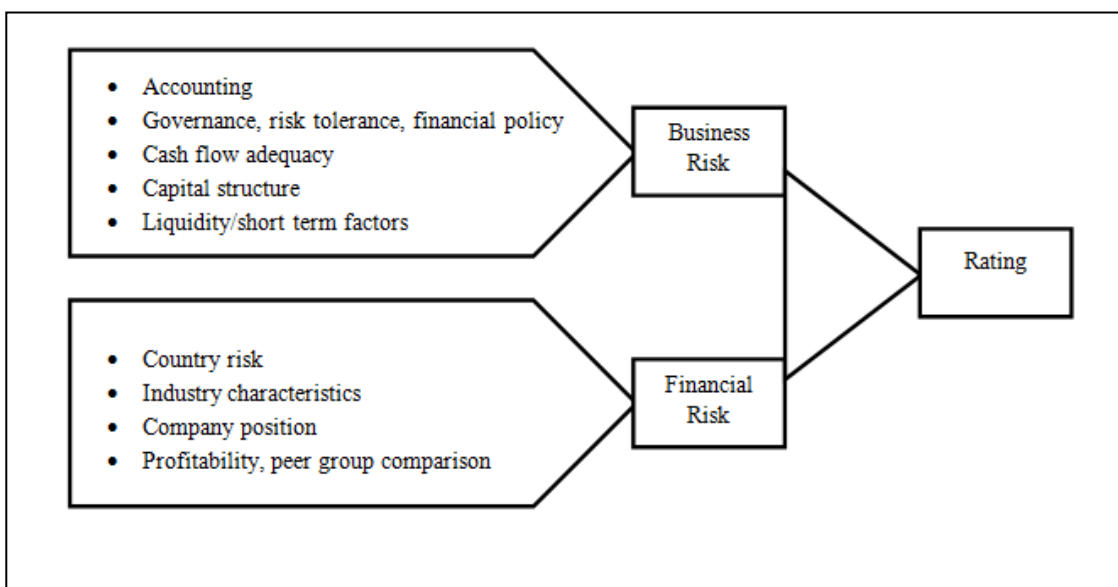 • Accounting
• Governance, risk tolerance, financial policy
• Cash flow adequacy
• Capital structure
• Liquidity/short term factors
Business
Risk
Rating
• Country risk
• Industry characteristics
• Company position
• Profitability, peer group comparison
Financial
Risk